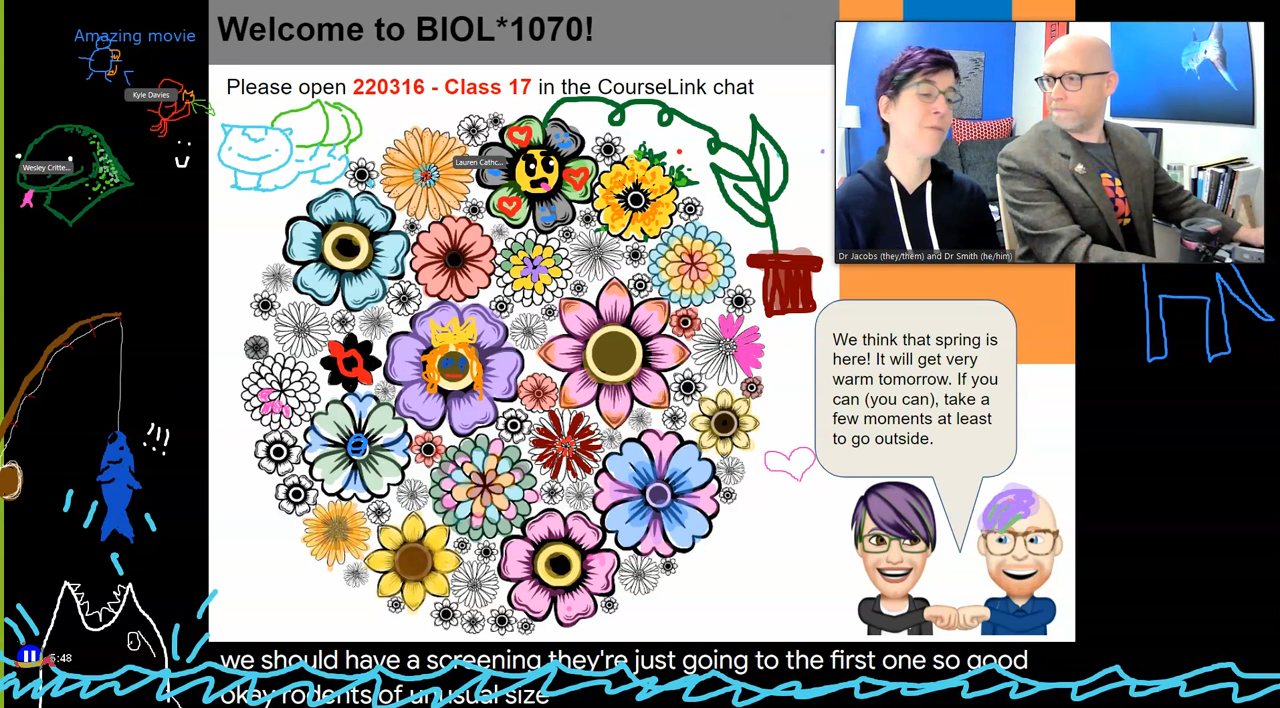 Welcome to BIOL*1070!
Amazing movie
Please open 220316 - Class 17 in the CourseLink chat
Kyle Davies
Wesley Critte...
Lauren Cathc...
Dr Jacobs (they/them) and Dr Smith (he/him)
We think that spring is
here! It will get very
warm tomorrow. If you
can (you can), take a
few moments at least
to go outside.
!!!
5:48
we should have a screening they're just going to the first one so good
okay rodents of unusual size